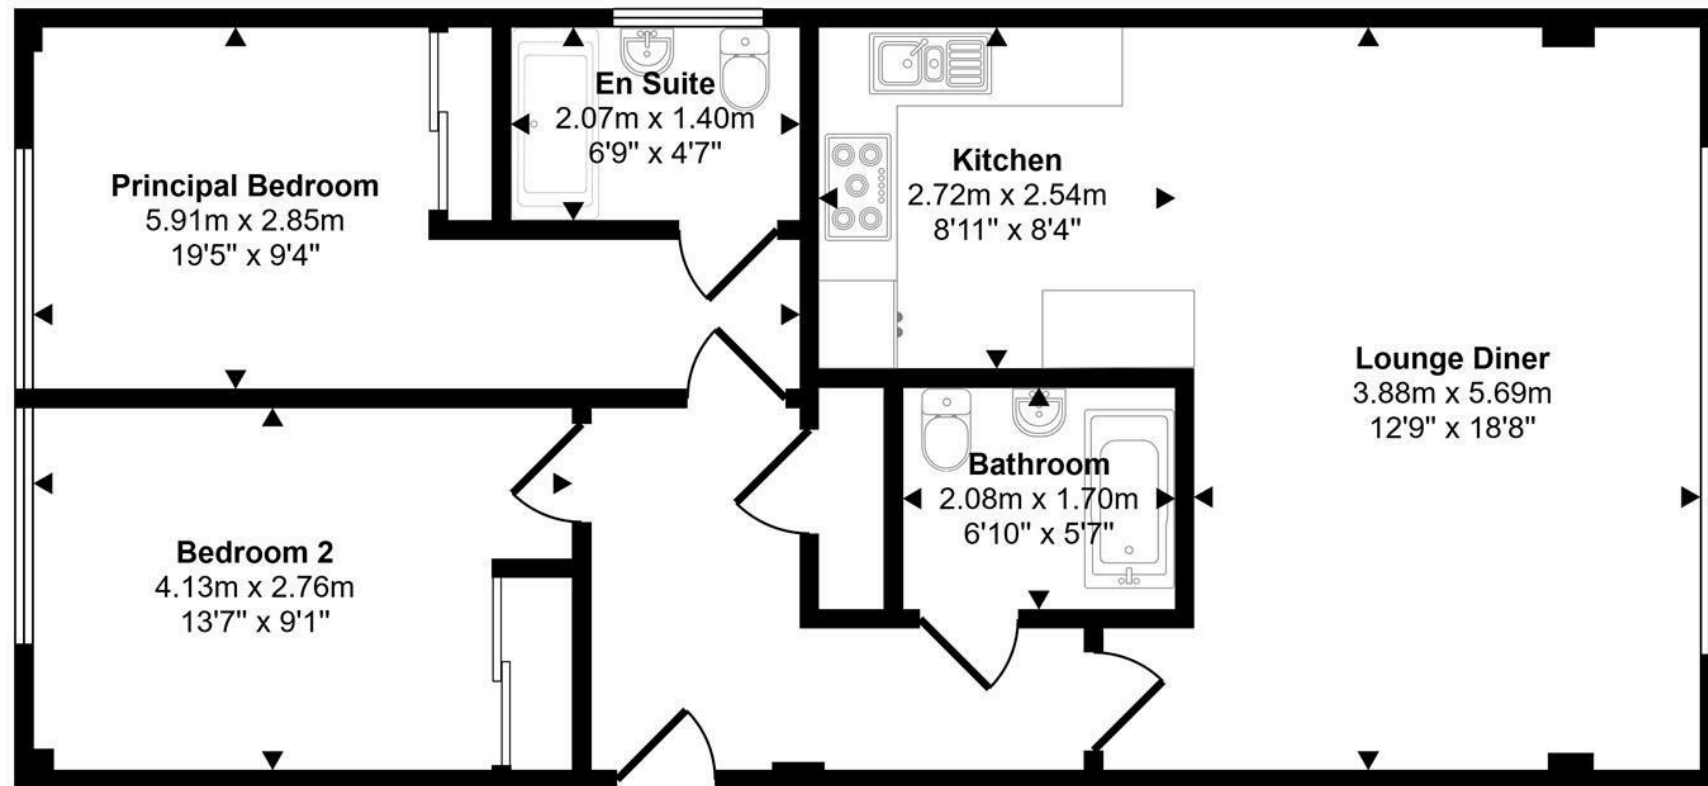 En Suite
2.07m x 1.40m
6'9" x 4'7"
Principal Bedroom
5.91m x 2.85m
19'5" x 9'4"
Kitchen
2.72m x 2.54m
8'11" x 8'4"
Lounge Diner
3.88m x 5.69m
12'9" x 18'8"
Bathroom
2.08m x 1.70m
6'10" x 5'7"
Bedroom 2
4.13m x 2.76m
13'7" x 9'1"